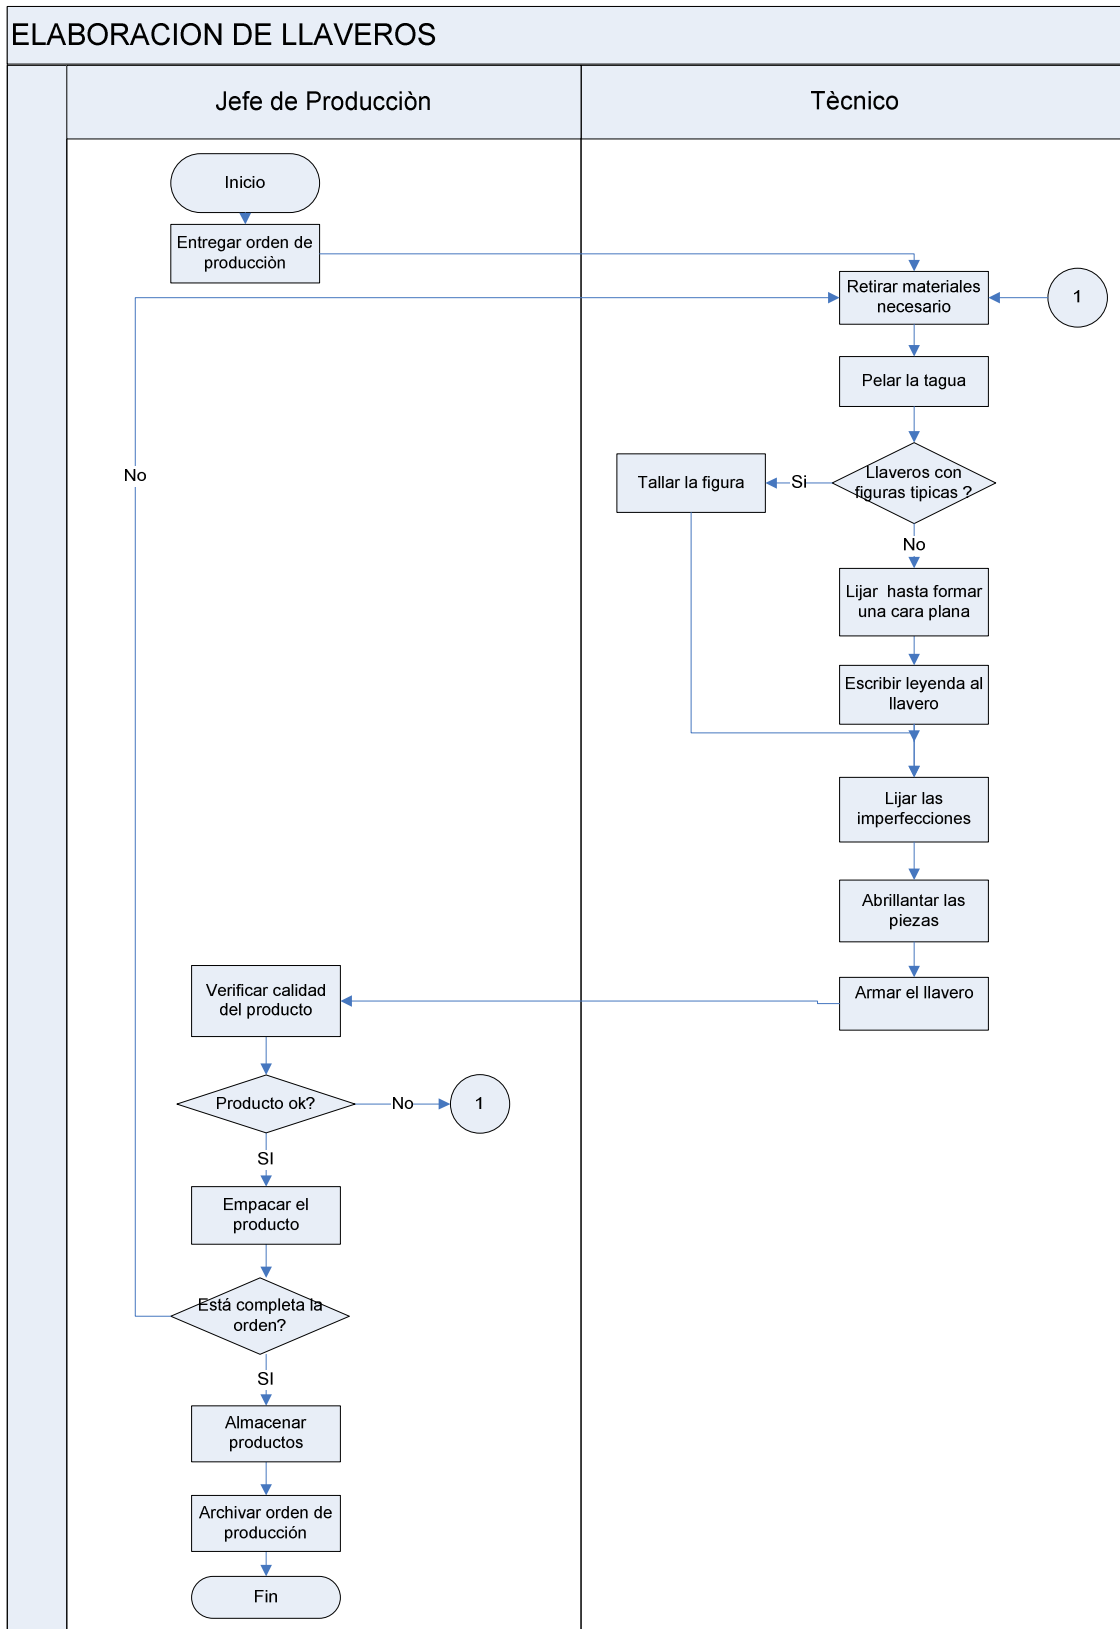 ELABORACION DE LLAVEROS
Jefe de Producciòn
Tècnico
Inicio
Entregar orden de
producciòn
Retirar materiales
necesario
1
Pelar la tagua
Llaveros con
figuras tipicas ?
Si
Tallar la figura
No
No
Lijar hasta formar
una cara plana
Escribir leyenda al
llavero
Lijar las
imperfecciones
Abrillantar las
piezas
Armar el llavero
Verificar calidad
del producto
Producto ok?
No
1
SI
Empacar el
producto
Está completa la
orden?
SI
Almacenar
productos
Archivar orden de
producción
Fin